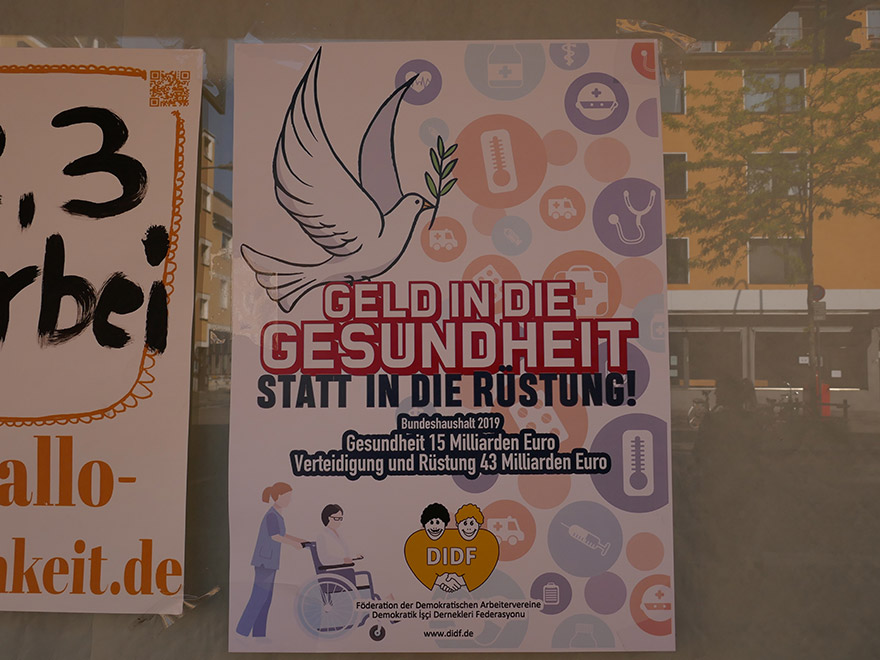 , 3
rbei
allo-
keit.de
GELD IN DIE
GESUNDHEIT
STATT IN DIE RÜSTUNG!
Bundeshaushalt 2019
Gesundheit 15 Milliarden Euro
Verteidigung und Rüstung 43 Milliarden Euro
DIDF
Föderation der Demokratischen Arbeitervereine
Demokratik İşçi Dernekleri Federasyonu
www.didf.de